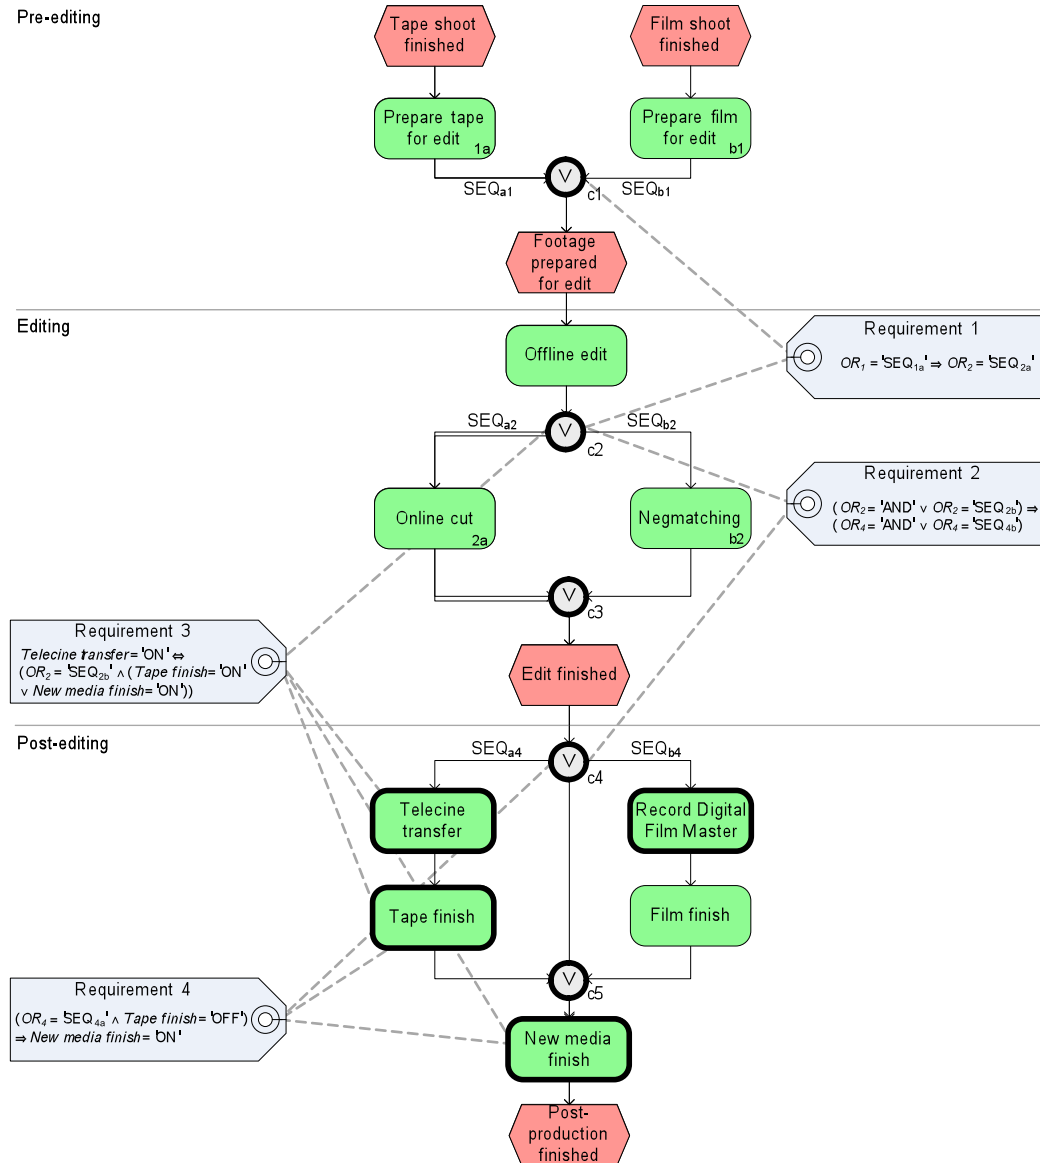 Pre-editing
Tape shoot
finished
Film shoot
finished
Prepare tape
for edit
1a
Prepare film
for edit
b1
SEQa1
V
SEQb1
c1
Footage
prepared
for edit
Editing
Offline edit
Requirement 1
OR1 = 'SEQ1a' ⇒ OR2 = 'SEQ2a'
SEQa2
V
SEQb2
c2
Requirement 2
( OR2 = 'AND' ∨ OR2 = 'SEQ2b') ⇒
( OR4 = 'AND' ∨ OR4 = 'SEQ4b')
Online cut
2a
Negmatching
b2
V
c3
Requirement 3
Telecine transfer = 'ON' ⇔
(OR2 = 'SEQ2b' ∧ ( Tape finish = 'ON'
∨ New media finish = 'ON'))
Edit finished
Post-editing
SEQa4
V
SEQb4
c4
Telecine
transfer
Record Digital
Film Master
Tape finish
Film finish
V
c5
Requirement 4
(OR4 = 'SEQ4a' ∧ Tape finish = 'OFF')
⇒ New media finish = 'ON'
New media
finish
Post-
production
finished